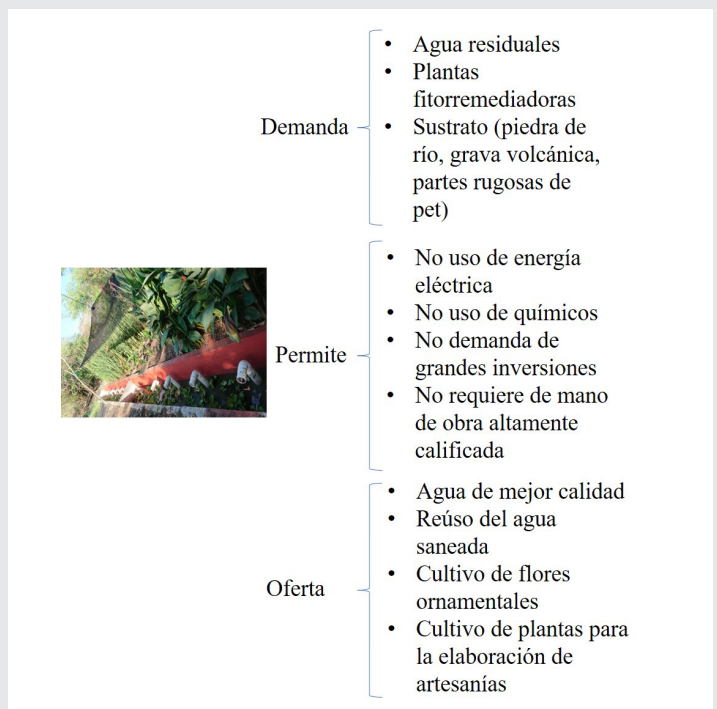 Demanda
• Agua residuales
• Plantas
fitorremediadoras
• Sustrato (piedra de
río, grava volcánica,
partes rugosas de
pet)
Permite
• No uso de energía
eléctrica
• No uso de químicos
• No demanda de
grandes inversiones
• No requiere de mano
de obra altamente
calificada
Oferta
• Agua de mejor calidad
• Reúso del agua
saneada
• Cultivo de flores
ornamentales
• Cultivo de plantas para
la elaboración de
artesanías